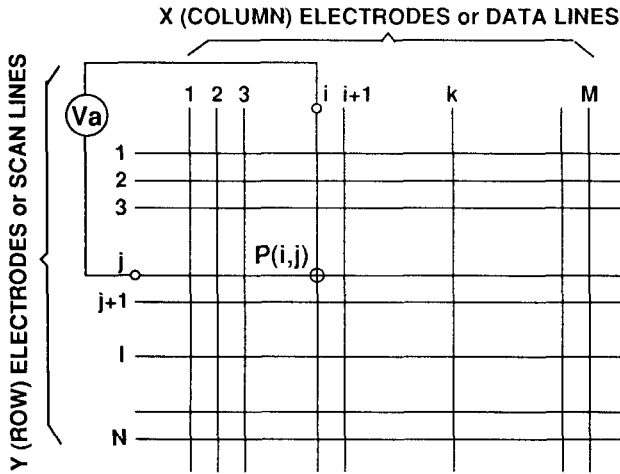 X (COLUMN) ELECTRODES or DATA LINES
Y (ROW) ELECTRODES or SCAN LINES
Va
1 2 3 i i+1 k M
1
2
3
j
P(i,j)
j+1
l
N